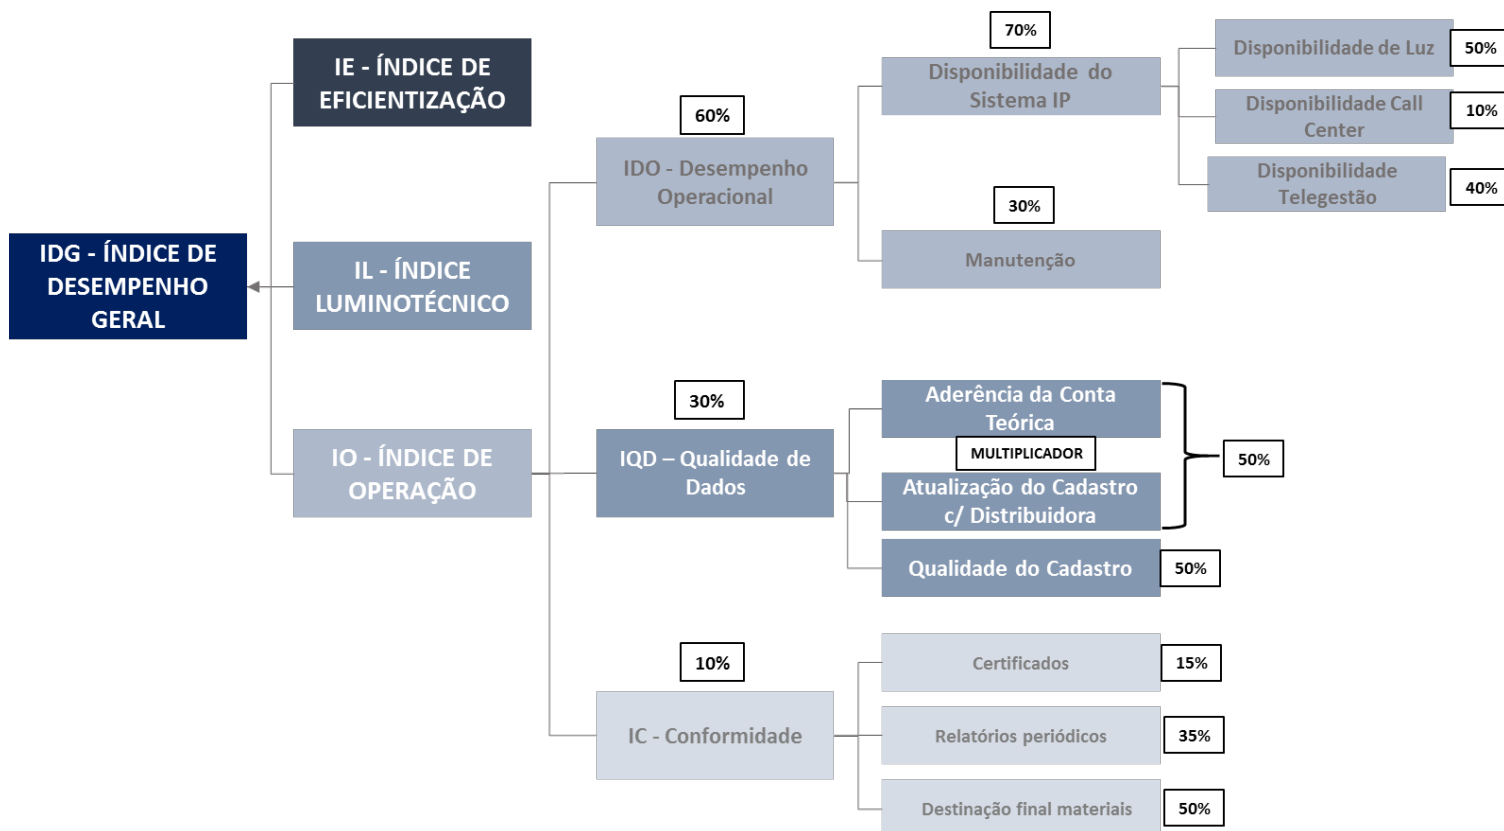 IDG - ÍNDICE DE
DESEMPENHO
GERAL
IE - ÍNDICE DE
EFICIENTIZAÇÃO
IL - ÍNDICE
LUMINOTÉCNICO
IO - ÍNDICE DE
OPERAÇÃO
60%
IDO - Desempenho
Operacional
70%
Disponibilidade do
Sistema IP
Disponibilidade de Luz
50%
Disponibilidade Call
Center
10%
Disponibilidade
Telegestão
40%
30%
Manutenção
30%
IQD – Qualidade de
Dados
Aderência da Conta
Teórica
MULTIPLICADOR
Atualização do Cadastro
c/ Distribuidora
50%
Qualidade do Cadastro
50%
10%
IC - Conformidade
Certificados
15%
Relatórios periódicos
35%
Destinação final materiais
50%